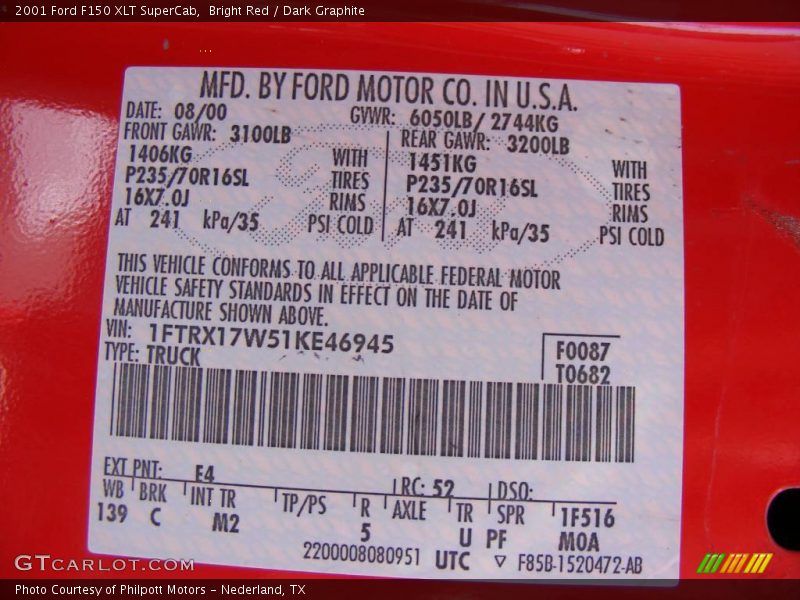 2001 Ford F150 XLT SuperCab, Bright Red / Dark Graphite
MFD. BY FORD MOTOR CO. IN U.S.A.
DATE: 08/00 GVWR: 6050LB/ 2744KG
FRONT GAWR: 3100LB REAR GAWR: 3200LB
1406KG WITH 1451KG WITH
P235/70R16SL TIRES P235/70R16SL TIRES
16X7.0J RIMS 16X7.0J RIMS
AT 241 kPa/35 PSI COLD AT 241 kPa/35 PSI COLD
THIS VEHICLE CONFORMS TO ALL APPLICABLE FEDERAL MOTOR
VEHICLE SAFETY STANDARDS IN EFFECT ON THE DATE OF
MANUFACTURE SHOWN ABOVE.
VIN: 1FTRX17W51KE46945 F0087
TYPE: TRUCK T0682
EXT PNT: E4 RC: 52 DSO:
WB BRK INT TR TP/PS R AXLE TR SPR 1F516
139 C M2 5 U PF M0A
2200008080951 UTC ▽ F85B-1520472-AB
GTCARLOT.COM
Photo Courtesy of Philpott Motors - Nederland, TX